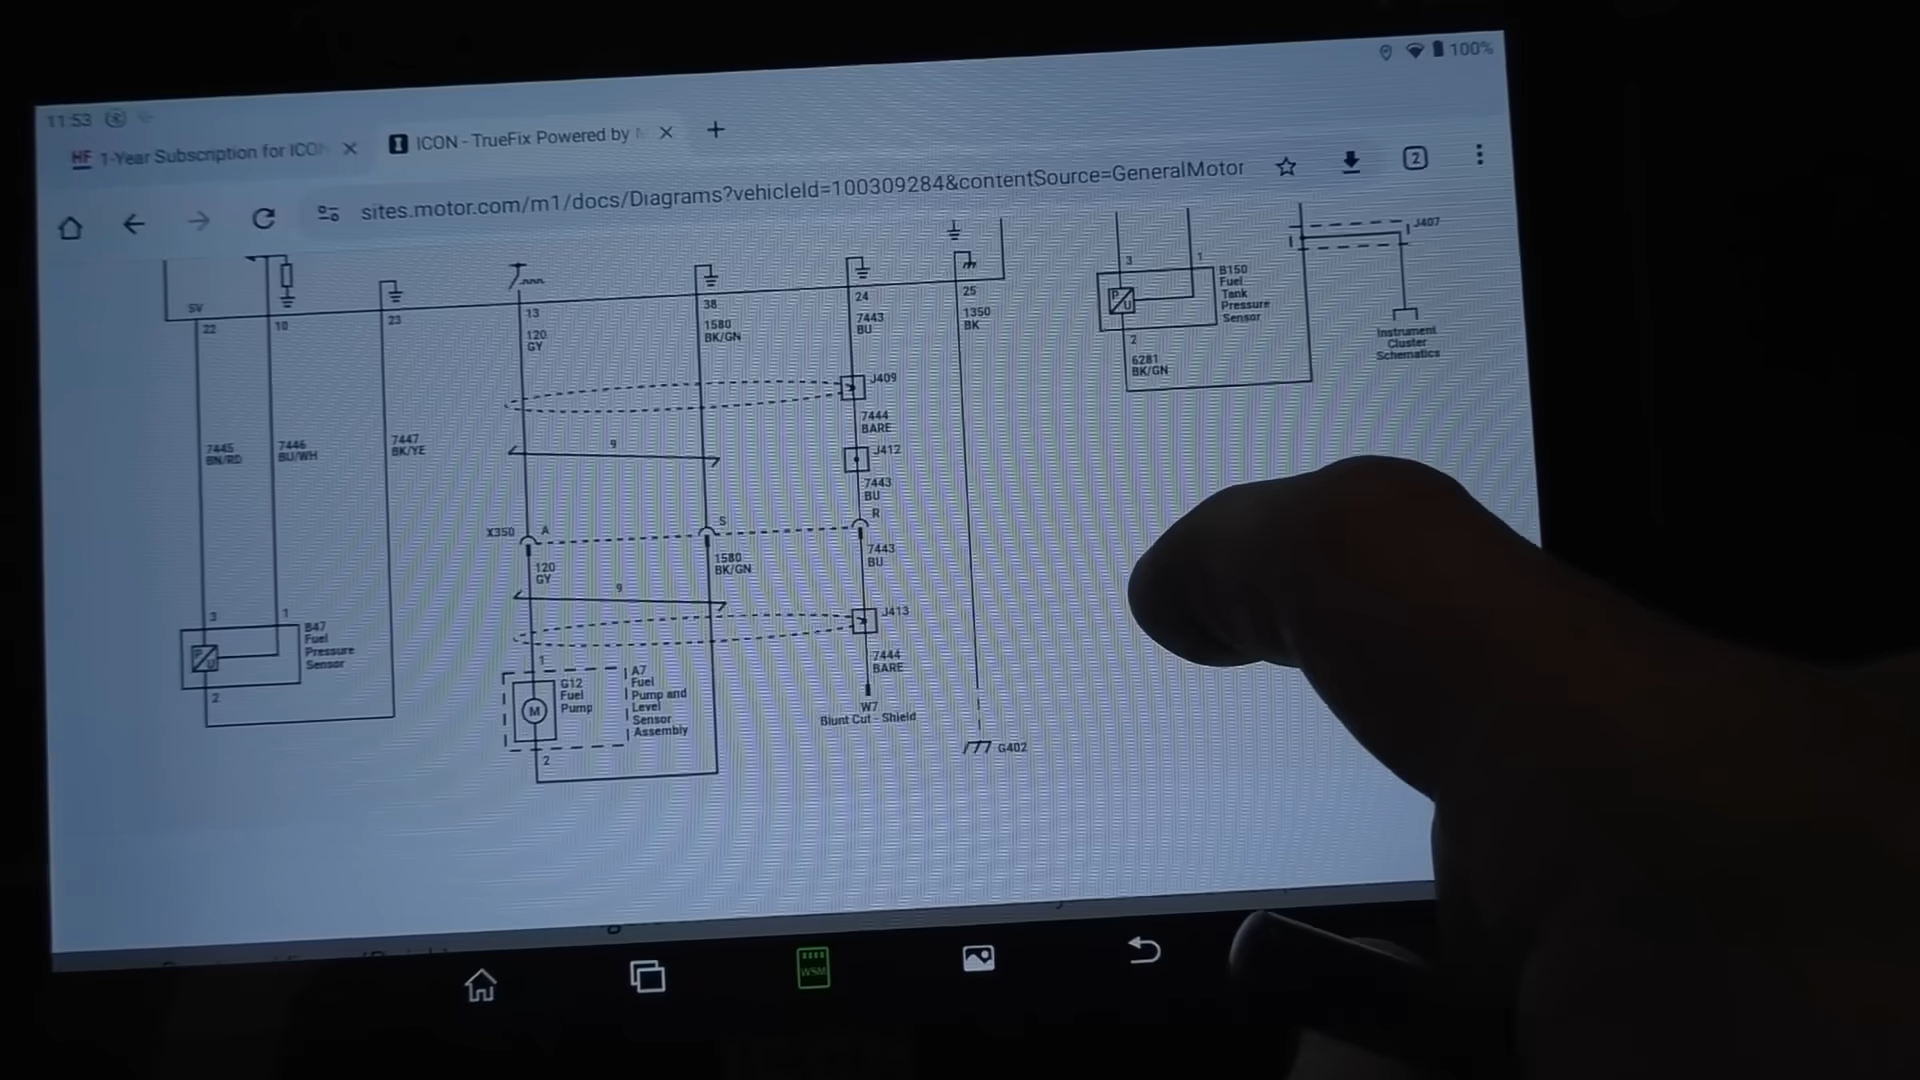 11:53
100%
HF 1-Year Subscription for ICON
ICON - TrueFix Powered by M
sites.motor.com/m1/docs/Diagrams?vehicleId=100309284&contentSource=GeneralMotor
2
5V
22
10
23
13
120
GY
38
1580
BK/GN
24
7443
BU
25
1350
BK
3
1
B150
Fuel
Tank
Pressure
Sensor
2
6281
BK/GN
J407
Instrument
Cluster
Schematics
J409
7444
BARE
7445
BN/RD
7446
BU/WH
7447
BK/YE
9
J412
7443
BU
X350
A
S
R
120
GY
1580
BK/GN
7443
BU
9
J413
3
1
B47
Fuel
Pressure
Sensor
2
1
G12
Fuel
Pump
M
A7
Fuel
Pump and
Level
Sensor
Assembly
2
7444
BARE
W7
Blunt Cut - Shield
G402
P
U
P
U
WSM